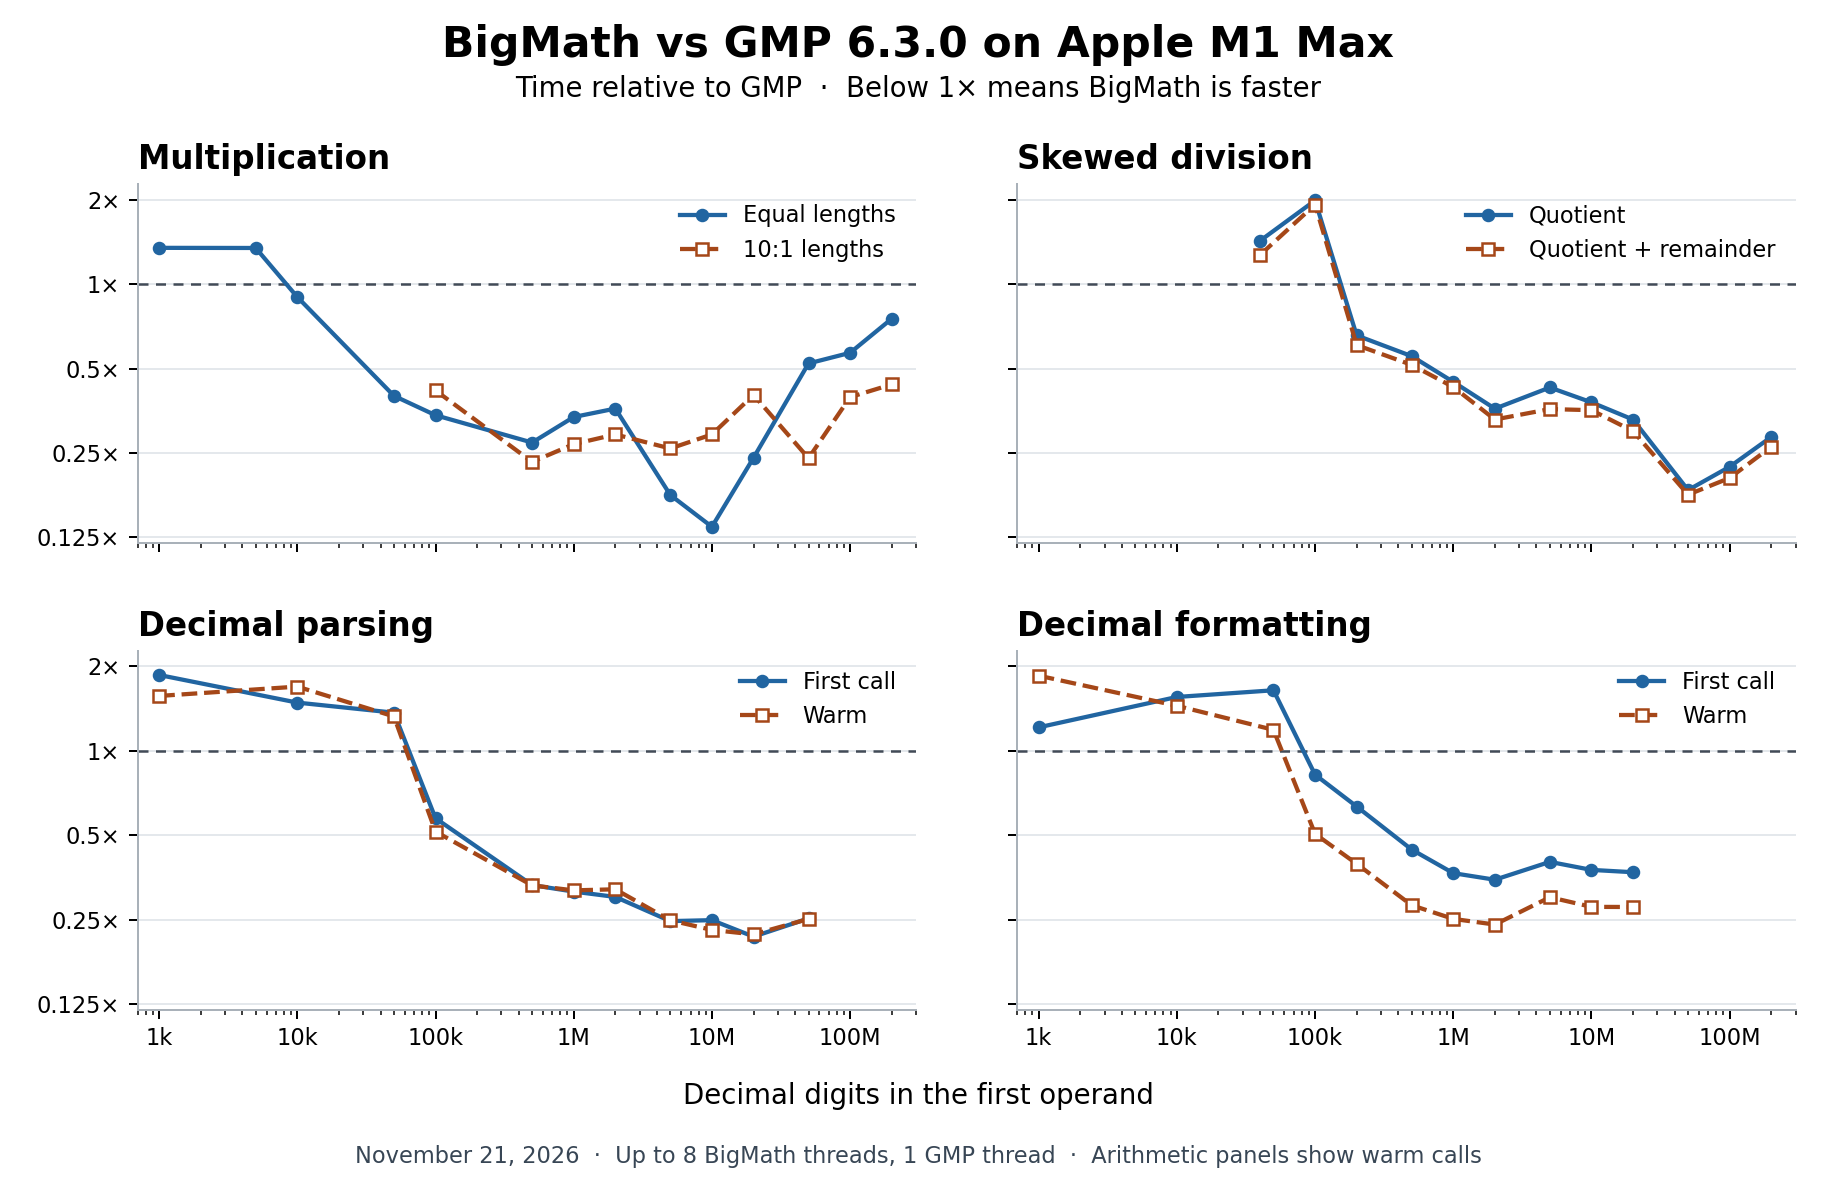 BigMath vs GMP 6.3.0 on Apple M1 Max
Time relative to GMP · Below 1× means BigMath is faster
Multiplication
2×
1×
0.5×
0.25×
0.125×
Equal lengths
10:1 lengths
Skewed division
Quotient
Quotient + remainder
Decimal parsing
2×
1×
0.5×
0.25×
0.125×
First call
Warm
1k 10k 100k 1M 10M 100M
Decimal formatting
First call
Warm
1k 10k 100k 1M 10M 100M
Decimal digits in the first operand
November 21, 2026 · Up to 8 BigMath threads, 1 GMP thread · Arithmetic panels show warm calls